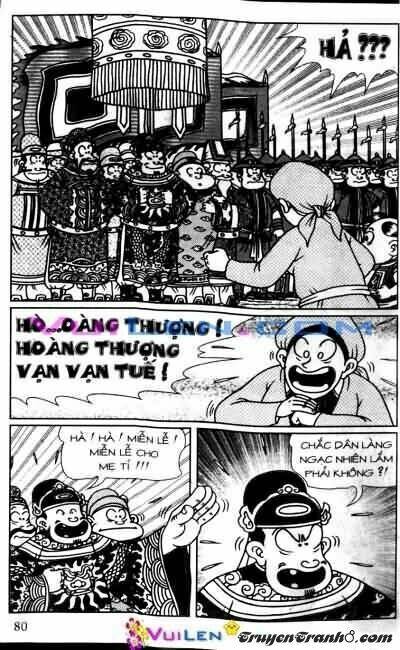 HẢ ???
HÒ...OÀNG THƯỢNG !
HOÀNG THƯỢNG
VẠN VẠN TUẾ !
HÀ ! HÀ ! MIỄN LỄ !
MIỄN LỄ CHO
MẸ TÍ !!!
CHẮC DÂN LÀNG
NGẠC NHIÊN LẮM
PHẢI KHÔNG ?!
80
VUILEN
TruyenTranh8.com